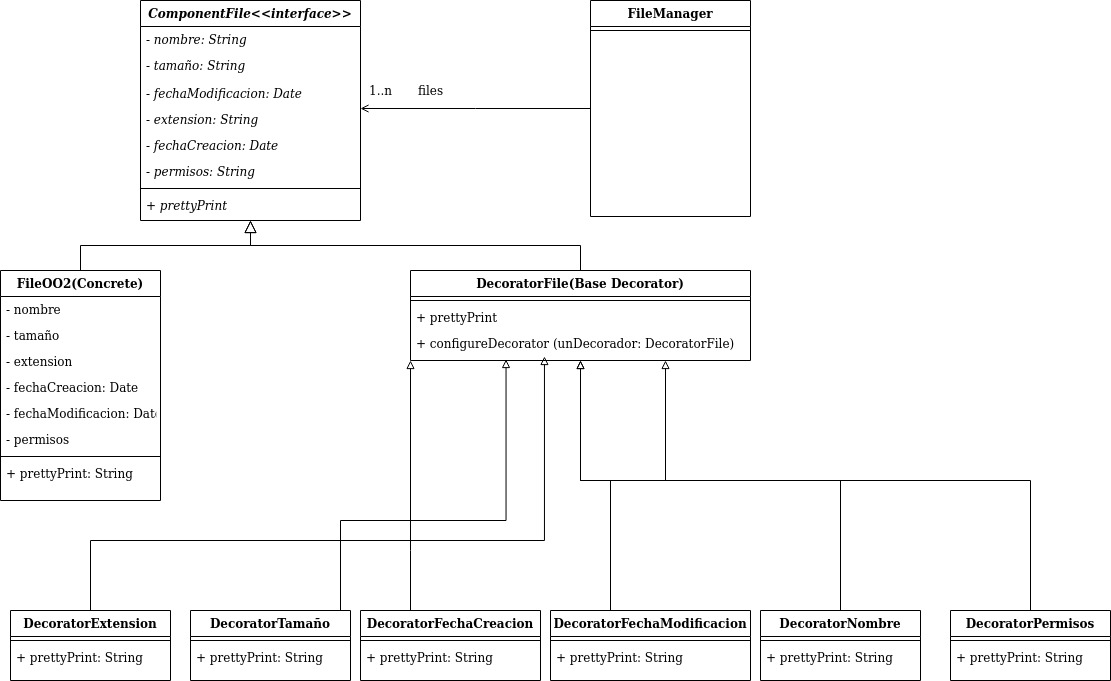 ComponentFile<<interface>>
- nombre: String
- tamaño: String
- fechaModificacion: Date
- extension: String
- fechaCreacion: Date
- permisos: String
+ prettyPrint
FileManager
1..n files
FileOO2(Concrete)
- nombre
- tamaño
- extension
- fechaCreacion: Date
- fechaModificacion: Date
- permisos
+ prettyPrint: String
DecoratorFile(Base Decorator)
+ prettyPrint
+ configureDecorator (unDecorador: DecoratorFile)
DecoratorExtension
+ prettyPrint: String
DecoratorTamaño
+ prettyPrint: String
DecoratorFechaCreacion
+ prettyPrint: String
DecoratorFechaModificacion
+ prettyPrint: String
DecoratorNombre
+ prettyPrint: String
DecoratorPermisos
+ prettyPrint: String